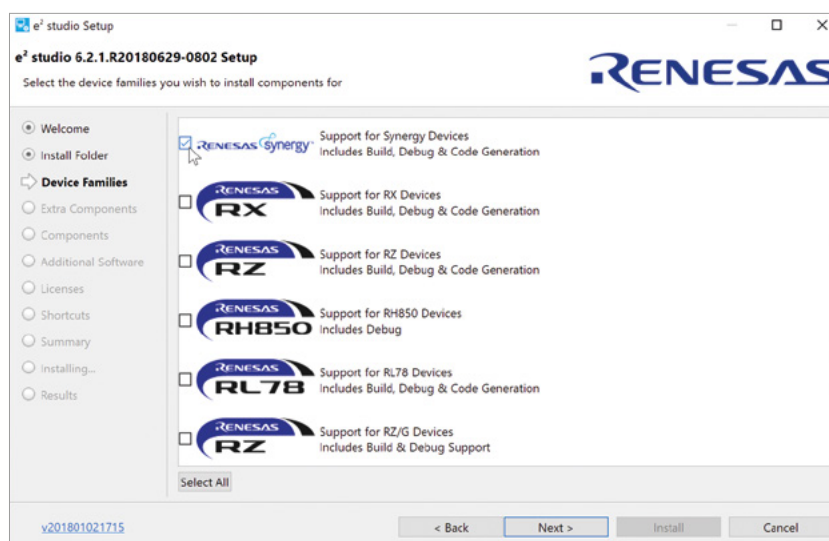 e² studio Setup
e² studio 6.2.1.R20180629-0802 Setup
Select the device families you wish to install components for
RENESAS
Welcome
Install Folder
Device Families
Extra Components
Components
Additional Software
Licenses
Shortcuts
Summary
Installing...
Results
RENESAS synergy
Support for Synergy Devices
Includes Build, Debug & Code Generation
RENESAS
RX
Support for RX Devices
Includes Build, Debug & Code Generation
RENESAS
RZ
Support for RZ Devices
Includes Build, Debug & Code Generation
RENESAS
RH850
Support for RH850 Devices
Includes Debug
RENESAS
RL78
Support for RL78 Devices
Includes Build, Debug & Code Generation
RENESAS
RZ
Support for RZ/G Devices
Includes Build & Debug Support
Select All
v201801021715
< Back
Next >
Install
Cancel